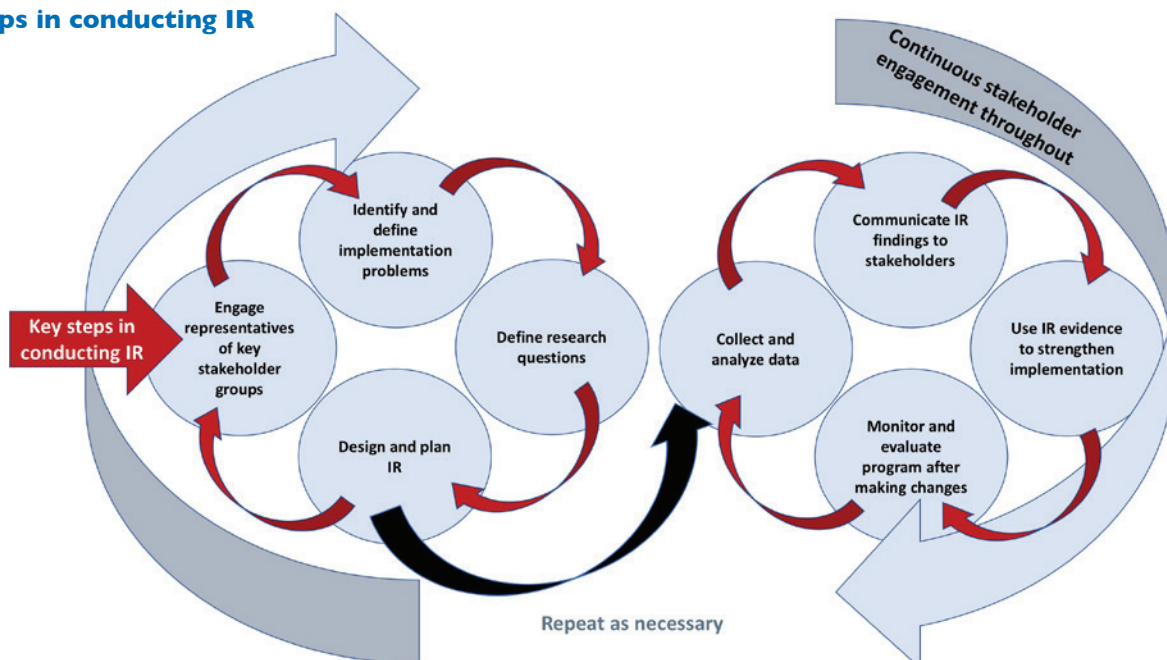 ps in conducting IR
Continuous stakeholder
engagement throughout
Key steps in
conducting IR
Engage
representatives
of key
stakeholder
groups
Identify and
define
implementation
problems
Define research
questions
Design and plan
IR
Collect and
analyze data
Communicate IR
findings to
stakeholders
Use IR evidence
to strengthen
implementation
Monitor and
evaluate
program after
making changes
Repeat as necessary